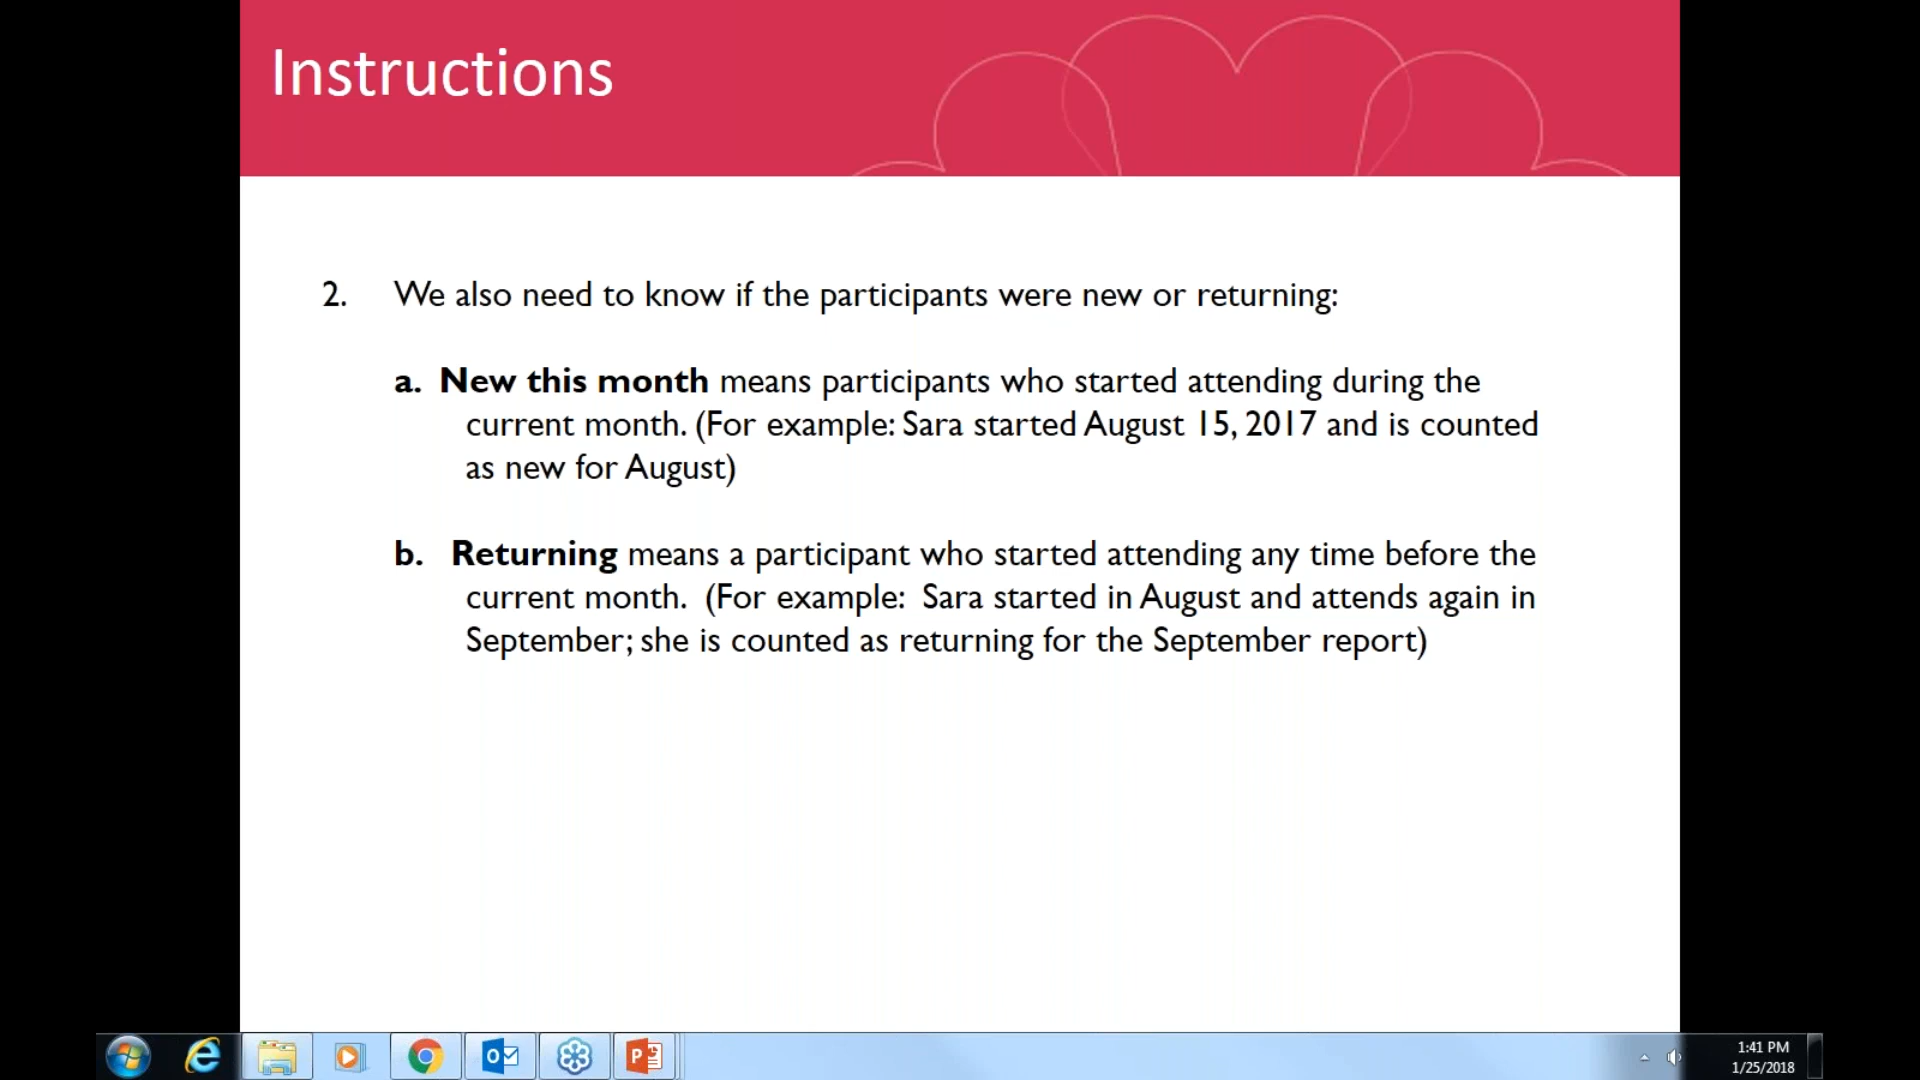 Instructions
2. We also need to know if the participants were new or returning:
a. New this month means participants who started attending during the
current month. (For example: Sara started August 15, 2017 and is counted
as new for August)
b. Returning means a participant who started attending any time before the
current month. (For example: Sara started in August and attends again in
September; she is counted as returning for the September report)
1:41 PM
1/25/2018